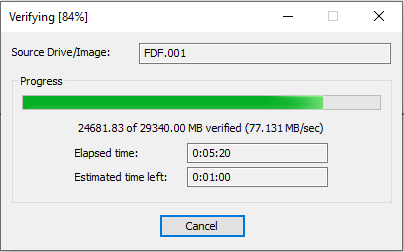 Verifying [84%]
Source Drive/Image: FDF.001
Progress
24681.83 of 29340.00 MB verified (77.131 MB/sec)
Elapsed time: 0:05:20
Estimated time left: 0:01:00
Cancel